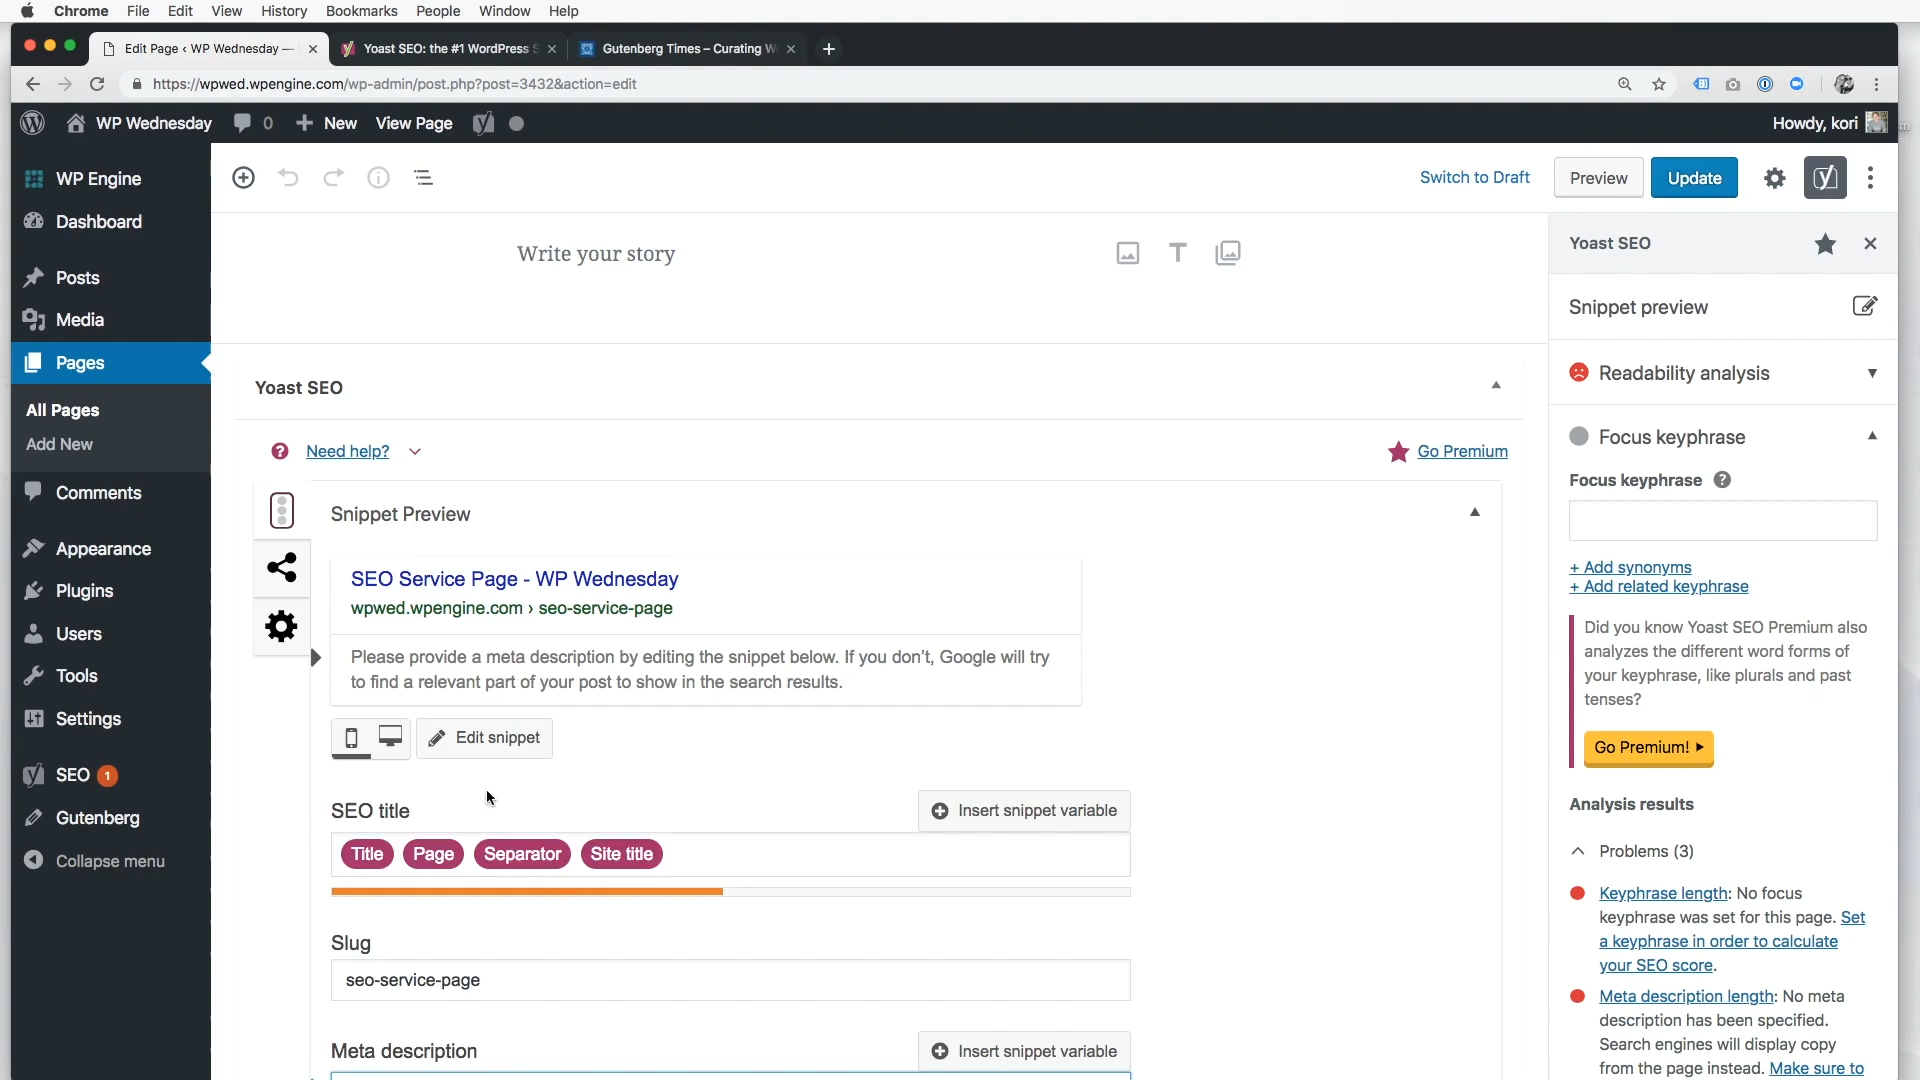 Chrome File Edit View History Bookmarks People Window Help
Edit Page ‹ WP Wednesday —
Yoast SEO: the #1 WordPress S
Gutenberg Times – Curating W
https://wpwed.wpengine.com/wp-admin/post.php?post=3432&action=edit
WP Wednesday 0 New View Page
Howdy, kori
WP Engine
Dashboard
Posts
Media
Pages
All Pages
Add New
Comments
Appearance
Plugins
Users
Tools
Settings
SEO 1
Gutenberg
Collapse menu
Switch to Draft Preview Update
Write your story
Yoast SEO
Need help?
Go Premium
Snippet Preview
SEO Service Page - WP Wednesday
wpwed.wpengine.com › seo-service-page
Please provide a meta description by editing the snippet below. If you don’t, Google will try
to find a relevant part of your post to show in the search results.
Edit snippet
SEO title
Insert snippet variable
Title Page Separator Site title
Slug
seo-service-page
Meta description
Insert snippet variable
Yoast SEO
Snippet preview
Readability analysis
Focus keyphrase
Focus keyphrase
+ Add synonyms
+ Add related keyphrase
Did you know Yoast SEO Premium also
analyzes the different word forms of
your keyphrase, like plurals and past
tenses?
Go Premium!
Analysis results
Problems (3)
Keyphrase length: No focus
keyphrase was set for this page. Set
a keyphrase in order to calculate
your SEO score.
Meta description length: No meta
description has been specified.
Search engines will display copy
from the page instead. Make sure to